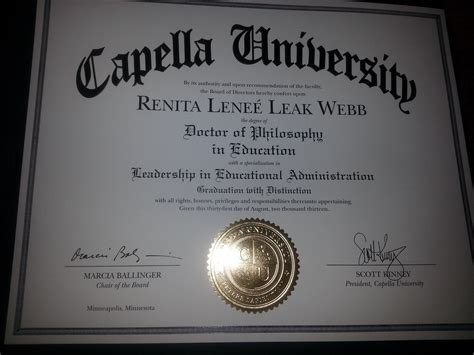 Capella University
By its authority and upon recommendation of the faculty,
the Board of Directors hereby confers upon
RENITA LENEÉ LEAK WEBB
the degree of
Doctor of Philosophy
in Education
with a specialization in
Leadership in Educational Administration
Graduation with Distinction
with all rights, honors, privileges and responsibilities thereunto appertaining.
Given this thirty-first day of August, two thousand thirteen.
MARCIA BALLINGER
Chair of the Board
SCOTT KINNEY
President, Capella University
Minneapolis, Minnesota